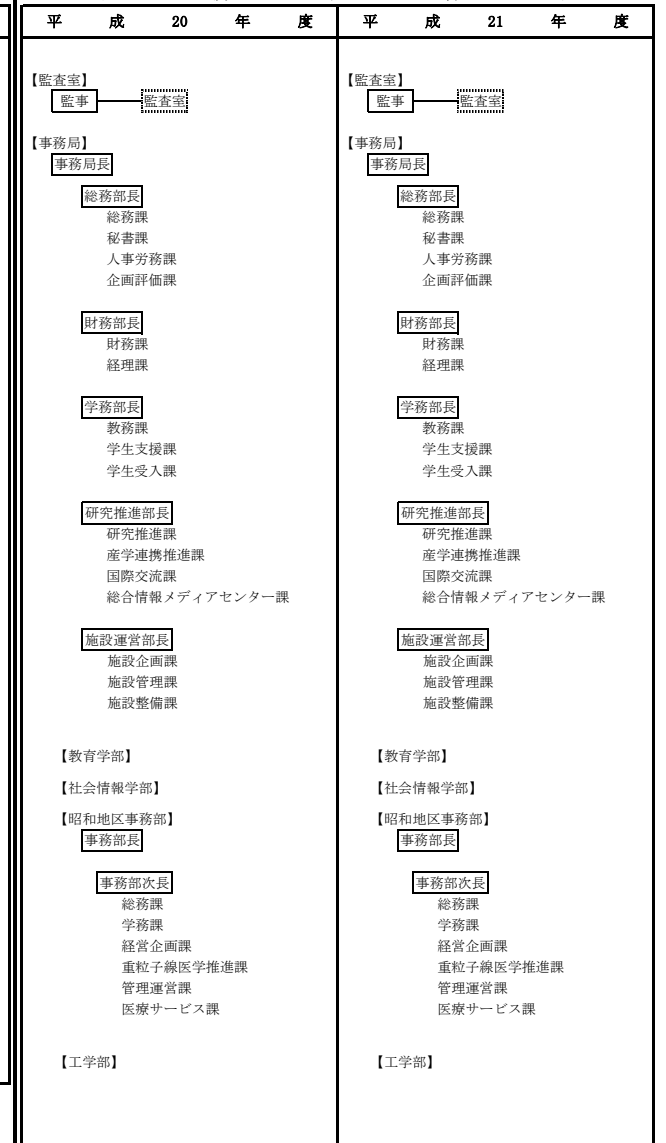 平成20年度
【監査室】
監事
監査室
【事務局】
事務局長
総務部長
総務課
秘書課
人事労務課
企画評価課
財務部長
財務課
経理課
学務部長
教務課
学生支援課
学生受入課
研究推進部長
研究推進課
産学連携推進課
国際交流課
総合情報メディアセンター課
施設運営部長
施設企画課
施設管理課
施設整備課
【教育学部】
【社会情報学部】
【昭和地区事務部】
事務部長
事務部次長
総務課
学務課
経営企画課
重粒子線医学推進課
管理運営課
医療サービス課
【工学部】
平成21年度
【監査室】
監事
監査室
【事務局】
事務局長
総務部長
総務課
秘書課
人事労務課
企画評価課
財務部長
財務課
経理課
学務部長
教務課
学生支援課
学生受入課
研究推進部長
研究推進課
産学連携推進課
国際交流課
総合情報メディアセンター課
施設運営部長
施設企画課
施設管理課
施設整備課
【教育学部】
【社会情報学部】
【昭和地区事務部】
事務部長
事務部次長
総務課
学務課
経営企画課
重粒子線医学推進課
管理運営課
医療サービス課
【工学部】